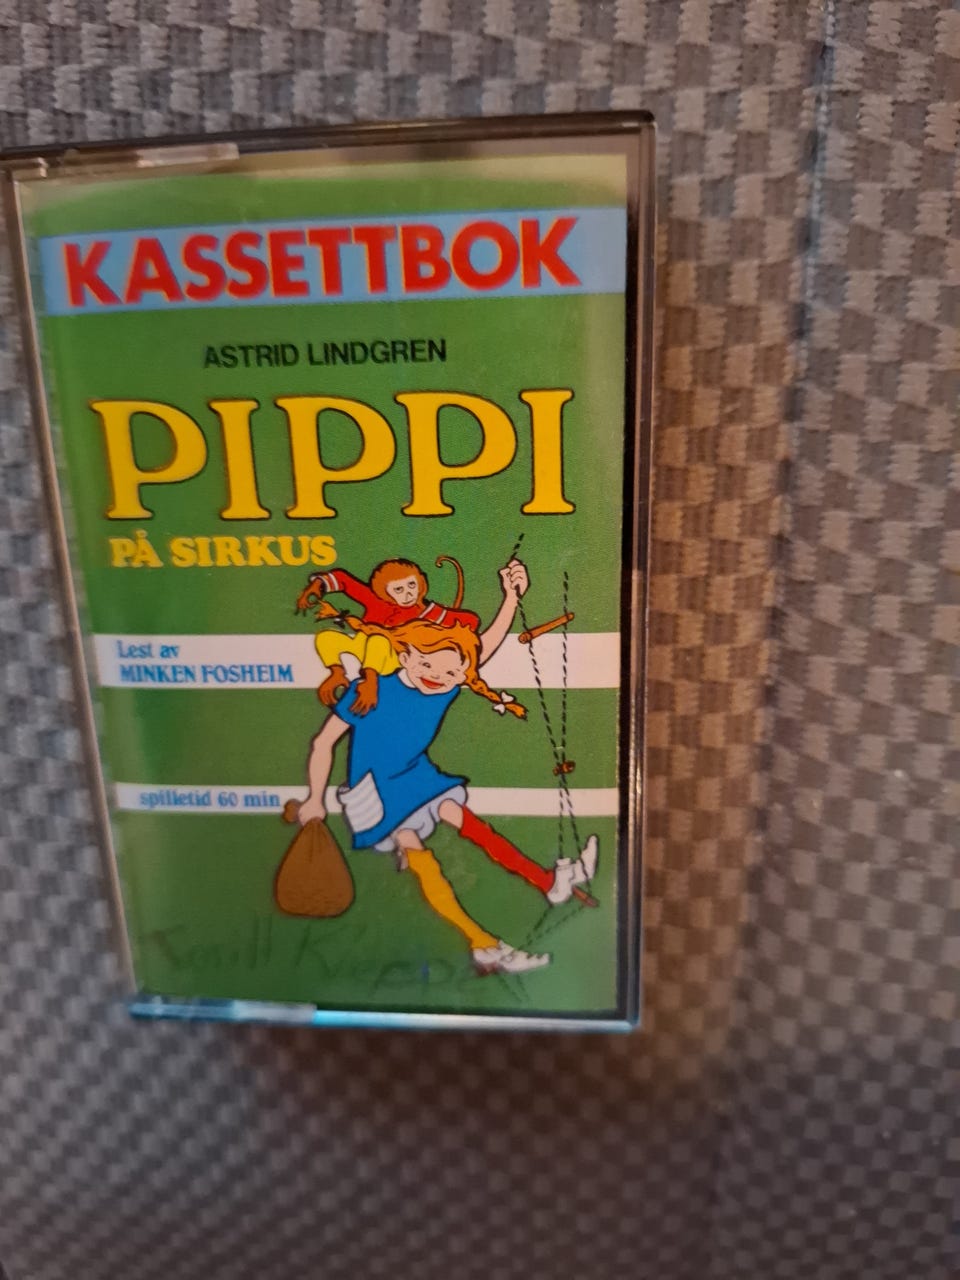 KASSETTBOK
ASTRID LINDGREN
PIPPI
PÅ SIRKUS
Lest av
MINKEN FOSHEIM
spilletid 60 min